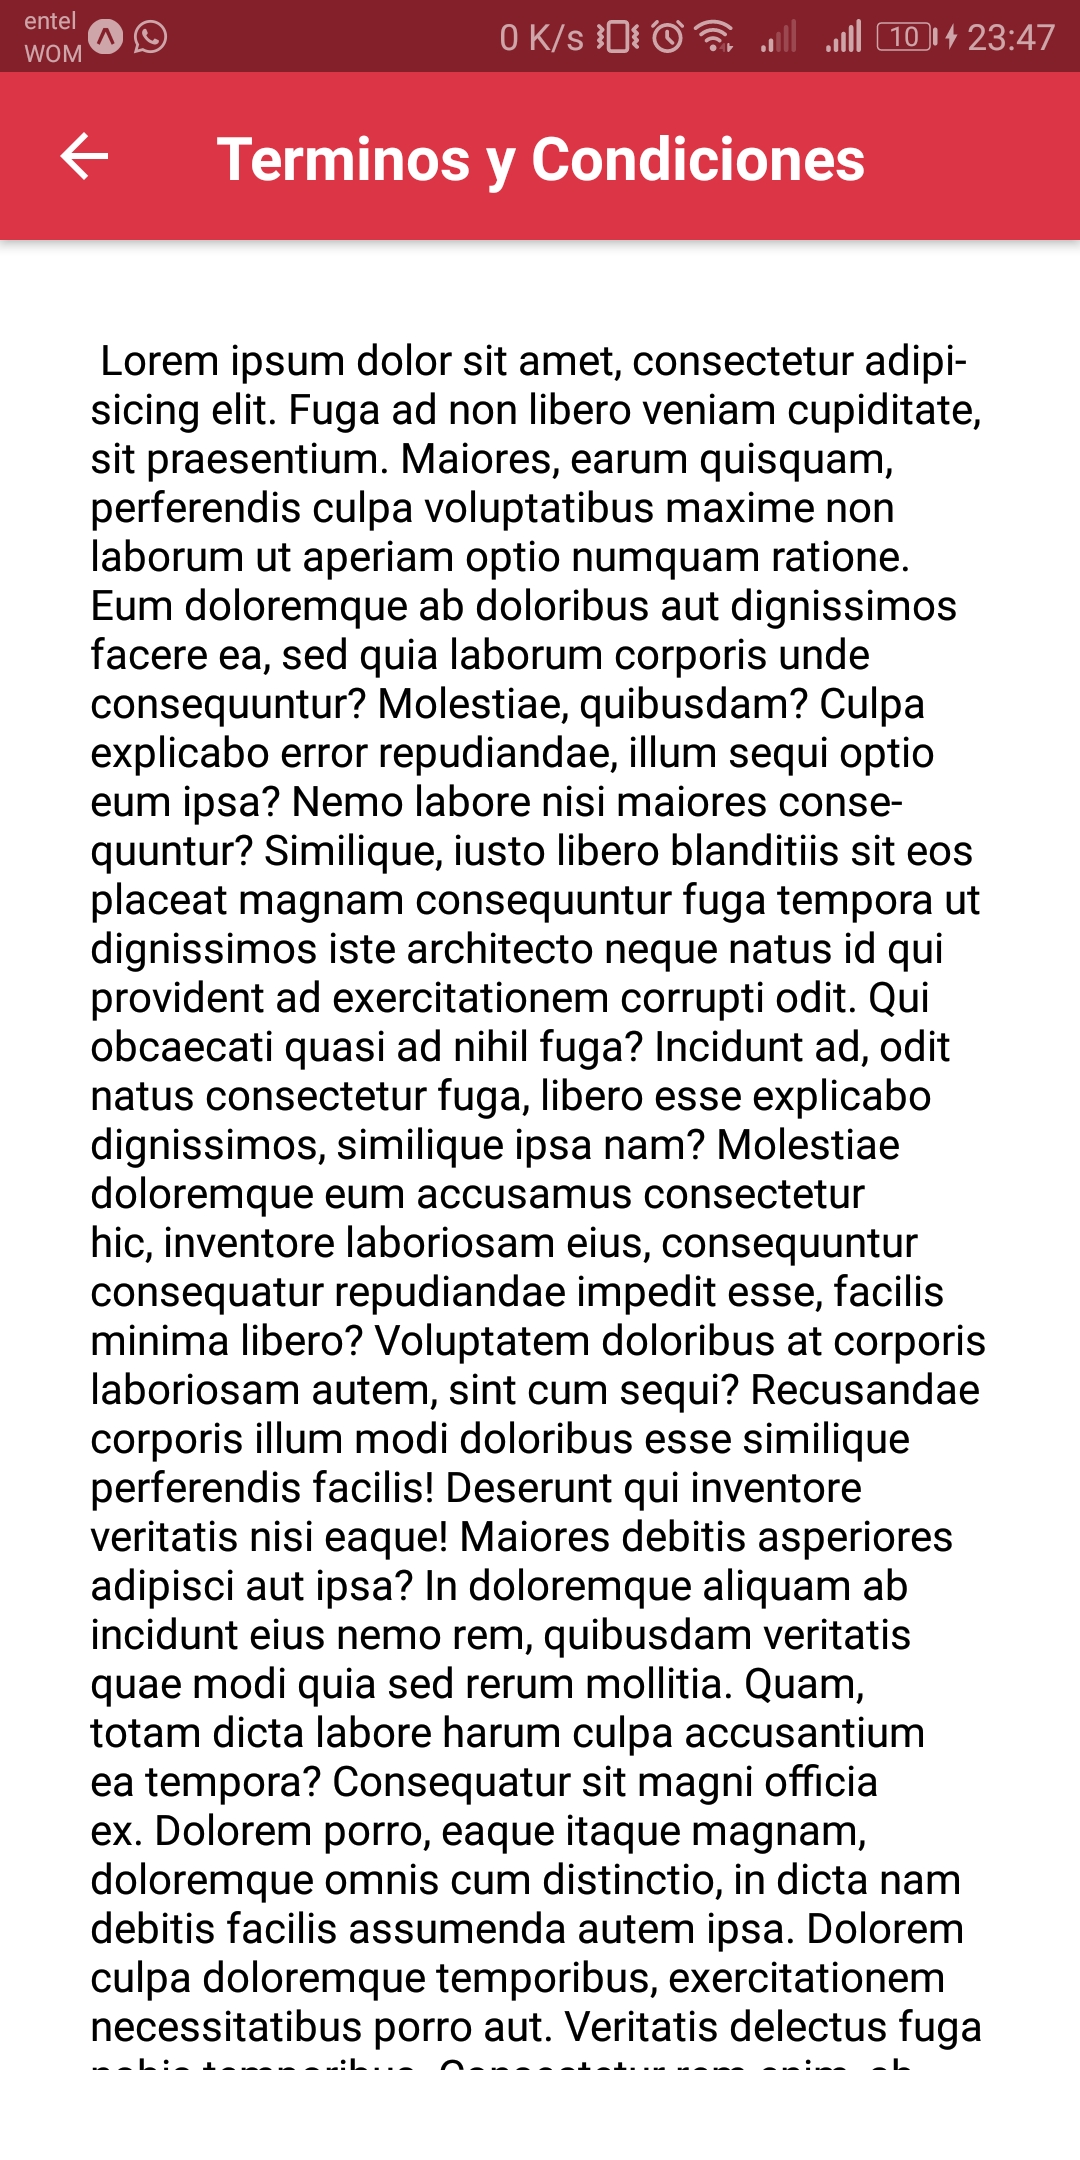 entel
WOM
0 K/s
10
23:47
Terminos y Condiciones
Lorem ipsum dolor sit amet, consectetur adipi-
sicing elit. Fuga ad non libero veniam cupiditate,
sit praesentium. Maiores, earum quisquam,
perferendis culpa voluptatibus maxime non
laborum ut aperiam optio numquam ratione.
Eum doloremque ab doloribus aut dignissimos
facere ea, sed quia laborum corporis unde
consequuntur? Molestiae, quibusdam? Culpa
explicabo error repudiandae, illum sequi optio
eum ipsa? Nemo labore nisi maiores conse-
quuntur? Similique, iusto libero blanditiis sit eos
placeat magnam consequuntur fuga tempora ut
dignissimos iste architecto neque natus id qui
provident ad exercitationem corrupti odit. Qui
obcaecati quasi ad nihil fuga? Incidunt ad, odit
natus consectetur fuga, libero esse explicabo
dignissimos, similique ipsa nam? Molestiae
doloremque eum accusamus consectetur
hic, inventore laboriosam eius, consequuntur
consequatur repudiandae impedit esse, facilis
minima libero? Voluptatem doloribus at corporis
laboriosam autem, sint cum sequi? Recusandae
corporis illum modi doloribus esse similique
perferendis facilis! Deserunt qui inventore
veritatis nisi eaque! Maiores debitis asperiores
adipisci aut ipsa? In doloremque aliquam ab
incidunt eius nemo rem, quibusdam veritatis
quae modi quia sed rerum mollitia. Quam,
totam dicta labore harum culpa accusantium
ea tempora? Consequatur sit magni officia
ex. Dolorem porro, eaque itaque magnam,
doloremque omnis cum distinctio, in dicta nam
debitis facilis assumenda autem ipsa. Dolorem
culpa doloremque temporibus, exercitationem
necessitatibus porro aut. Veritatis delectus fuga